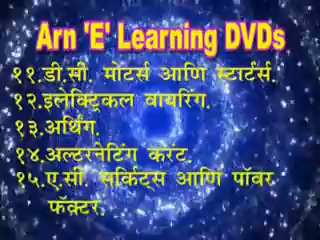 Arn 'E' Learning DVDs
११.डी.सी. मोटर्स आणि स्टार्टर्स.
१२.इलेक्ट्रिकल वायरिंग.
१३.अर्थिंग.
१४.अल्टरनेटिंग करंट.
१५.ए.सी. सर्किट्स आणि पॉवर
फॅक्टर.